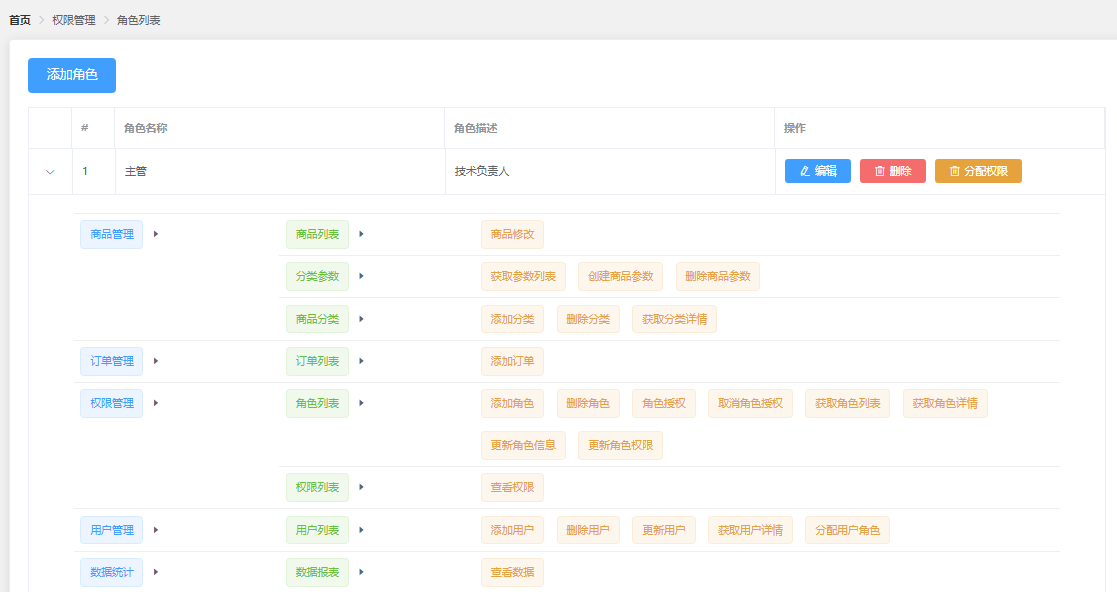 首页 权限管理 角色列表
添加角色
# 角色名称 角色描述 操作
1 主管 技术负责人 编辑 删除 分配权限
商品管理 商品列表 商品修改
分类参数 获取参数列表 创建商品参数 删除商品参数
商品分类 添加分类 删除分类 获取分类详情
订单管理 订单列表 添加订单
权限管理 角色列表 添加角色 删除角色 角色授权 取消角色授权 获取角色列表 获取角色详情
更新角色信息 更新角色权限
权限列表 查看权限
用户管理 用户列表 添加用户 删除用户 更新用户 获取用户详情 分配用户角色
数据统计 数据报表 查看数据